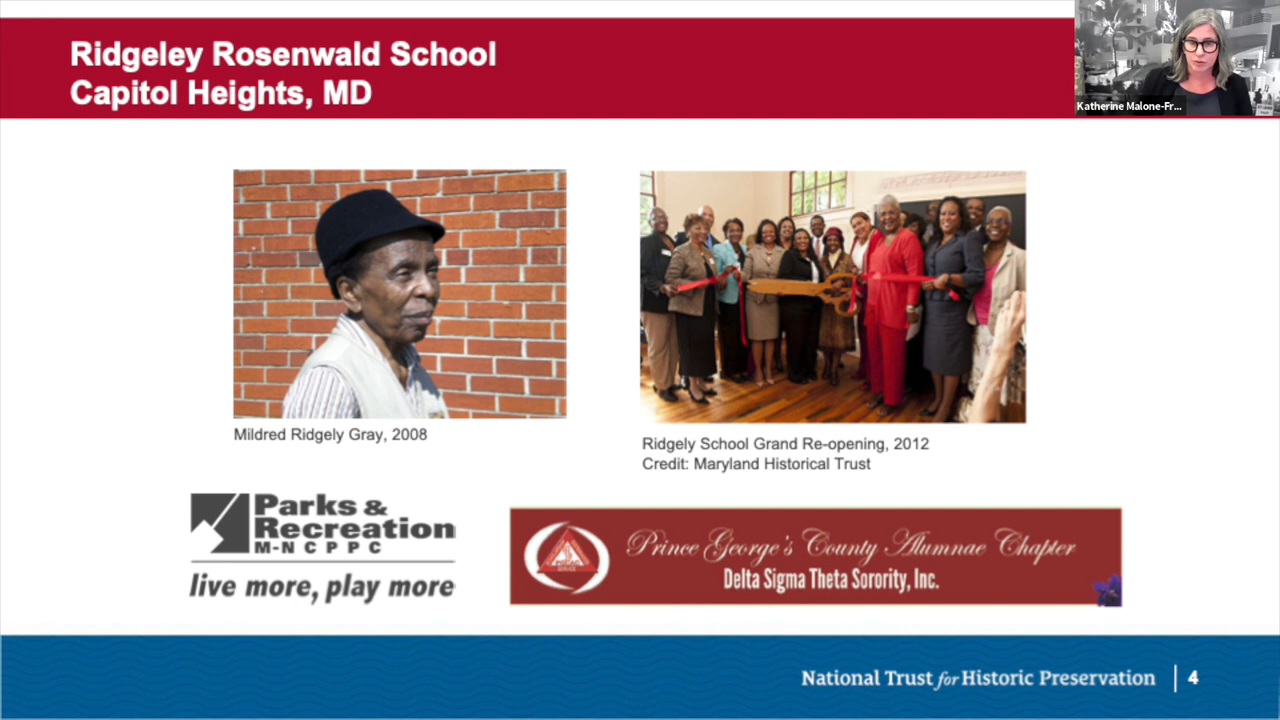 Ridgeley Rosenwald School
Capitol Heights, MD
Katherine Malone-Fr...
Mildred Ridgely Gray, 2008
Ridgely School Grand Re-opening, 2012
Credit: Maryland Historical Trust
Parks &
Recreation
M-NCPPC
live more, play more
Prince George's County Alumnae Chapter
Delta Sigma Theta Sorority, Inc.
National Trust for Historic Preservation
4